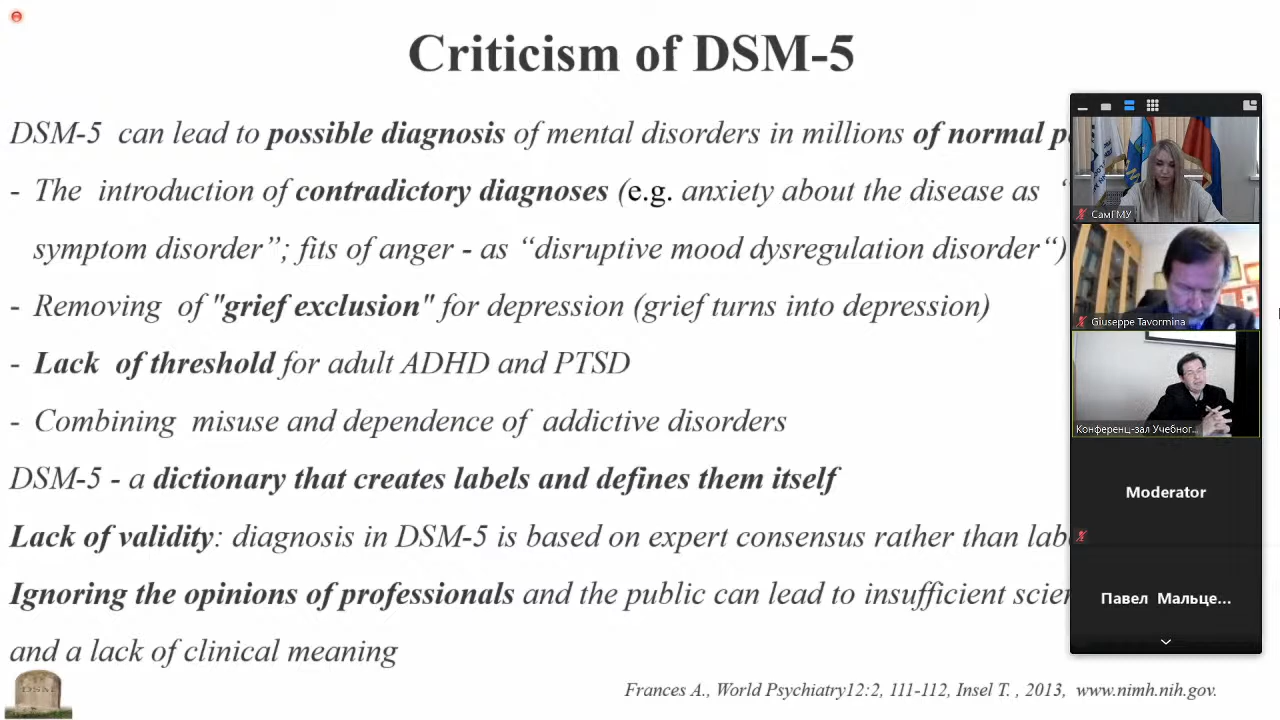 Criticism of DSM-5
DSM-5 can lead to possible diagnosis of mental disorders in millions of normal
- The introduction of contradictory diagnoses (e.g. anxiety about the disease as “
symptom disorder”; fits of anger - as “disruptive mood dysregulation disorder“)
- Removing of "grief exclusion" for depression (grief turns into depression)
- Lack of threshold for adult ADHD and PTSD
- Combining misuse and dependence of addictive disorders
DSM-5 - a dictionary that creates labels and defines them itself
Lack of validity: diagnosis in DSM-5 is based on expert consensus rather than
Ignoring the opinions of professionals and the public can lead to insufficient
and a lack of clinical meaning
DSM
Frances A., World Psychiatry12:2, 111-112, Insel T. , 2013, www.nimh.nih.gov.
СамГМУ
Giuseppe Tavormina
Конференц-зал Учебног...
Moderator
Павел Мальце...